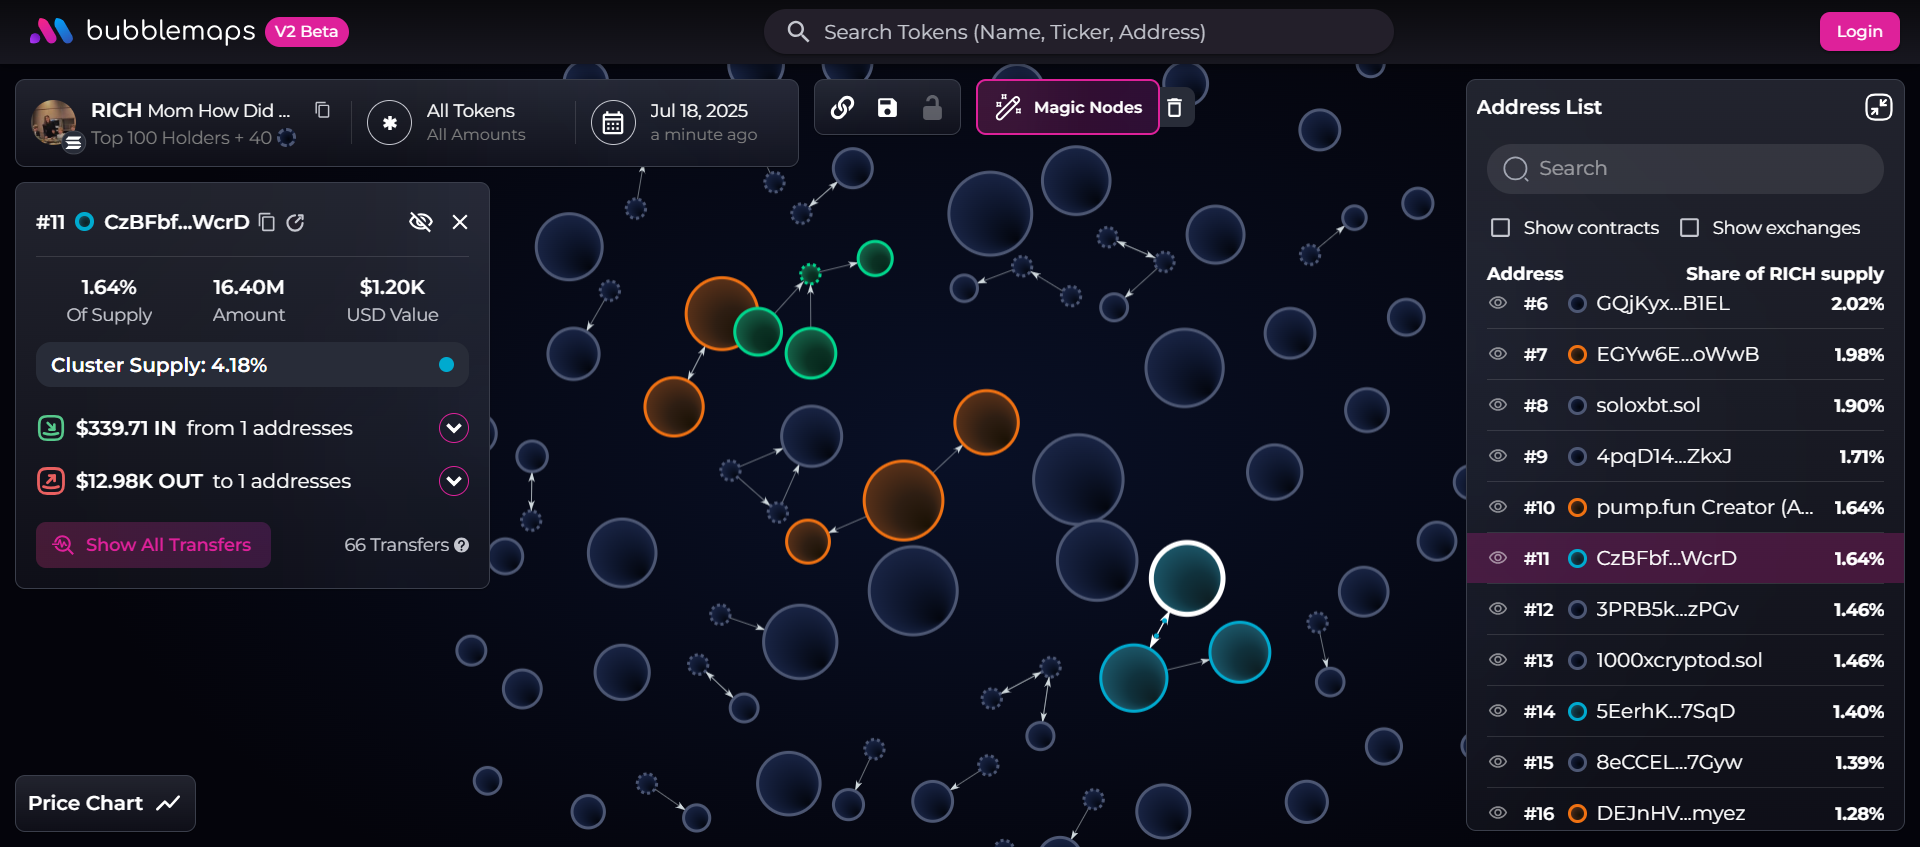 bubblemaps V2 Beta
Search Tokens (Name, Ticker, Address)
Login
RICH Mom How Did ...
Top 100 Holders + 40
All Tokens
All Amounts
Jul 18, 2025
a minute ago
Magic Nodes
#11 CzBFbf...WcrD
1.64% 16.40M $1.20K
Of Supply Amount USD Value
Cluster Supply: 4.18%
$339.71 IN from 1 addresses
$12.98K OUT to 1 addresses
Show All Transfers 66 Transfers ?
Price Chart
Address List
Search
Show contracts Show exchanges
Address Share of RICH supply
#6 GQjKyx...B1EL 2.02%
#7 EGYw6E...oWwB 1.98%
#8 soloxbt.sol 1.90%
#9 4pqD14...ZkxJ 1.71%
#10 pump.fun Creator (A... 1.64%
#11 CzBFbf...WcrD 1.64%
#12 3PRB5k...zPGv 1.46%
#13 1000xcryptod.sol 1.46%
#14 5EerhK...7SqD 1.40%
#15 8eCCEL...7Gyw 1.39%
#16 DEJnHV...myez 1.28%